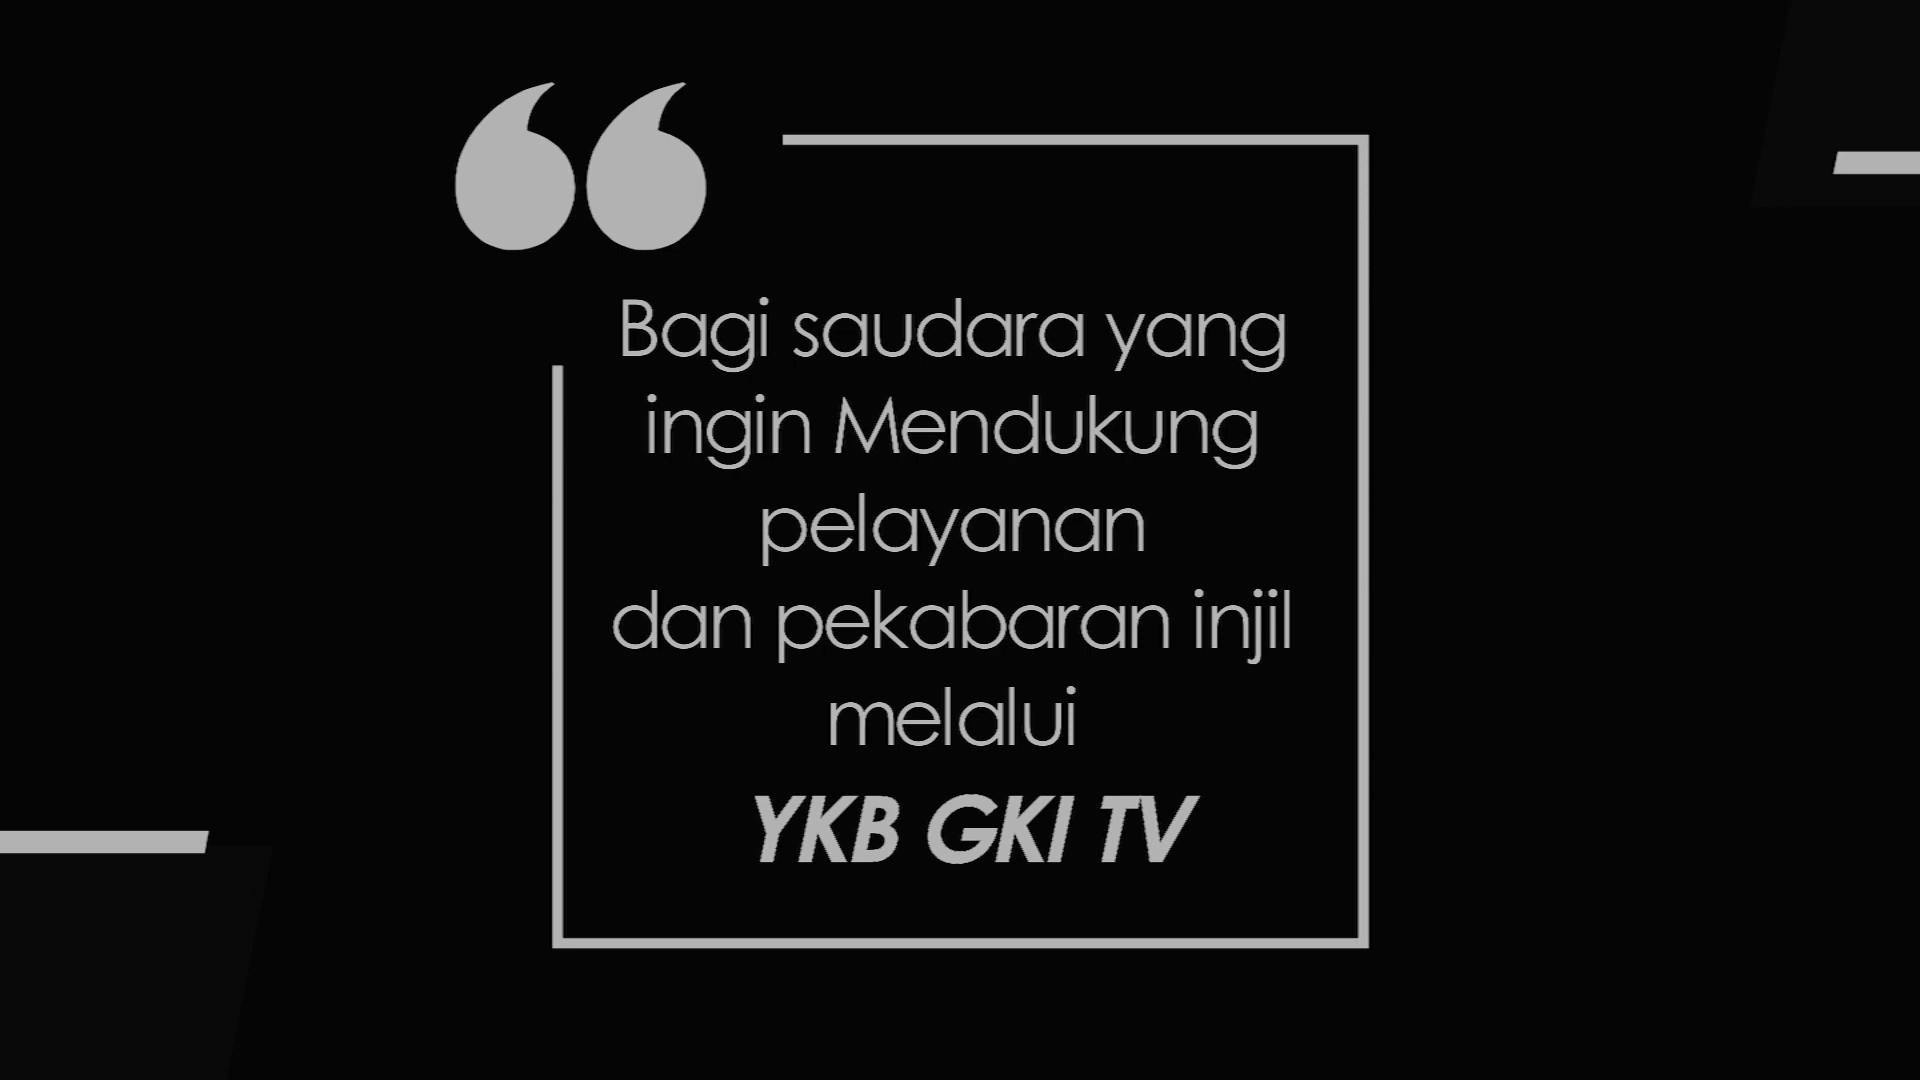 Bagi saudara yang
ingin Mendukung
pelayanan
dan pekabaran injil
melalui
YKB GKI TV